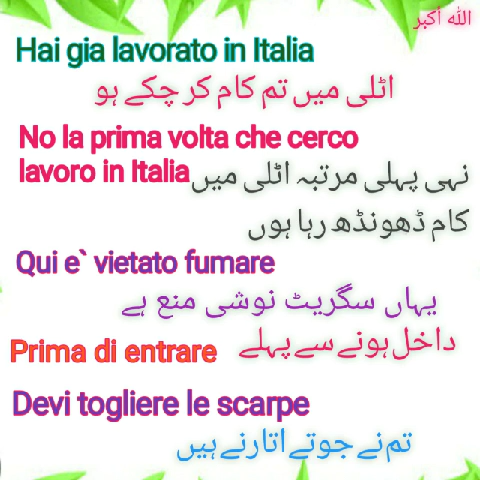 الله أكبر
Hai gia lavorato in Italia
اٹلی میں تم کام کر چکے ہو
No la prima volta che cerco
lavoro in Italia نہی پہلی مرتبہ اٹلی میں
کام ڈھونڈھ رہا ہوں
Qui e` vietato fumare
یہاں سگریٹ نوشی منع ہے
Prima di entrare داخل ہونے سے پہلے
Devi togliere le scarpe
تم نے جوتے اتارنے ہیں